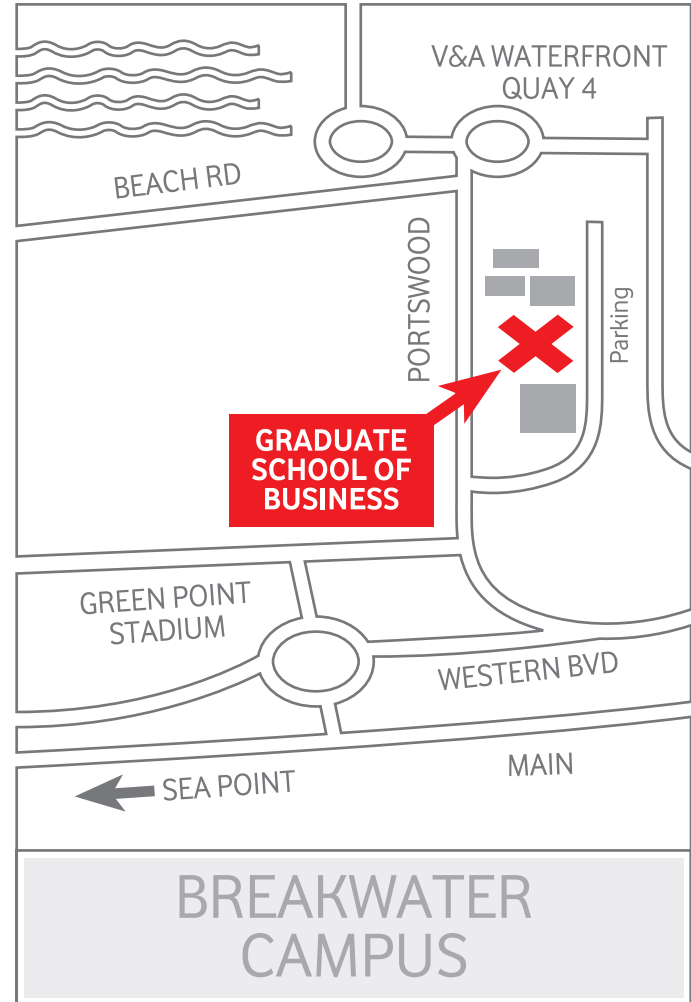 V&A WATERFRONT
QUAY 4
BEACH RD
PORTSWOOD
Parking
GRADUATE
SCHOOL OF
BUSINESS
GREEN POINT
STADIUM
WESTERN BVD
MAIN
SEA POINT
BREAKWATER
CAMPUS